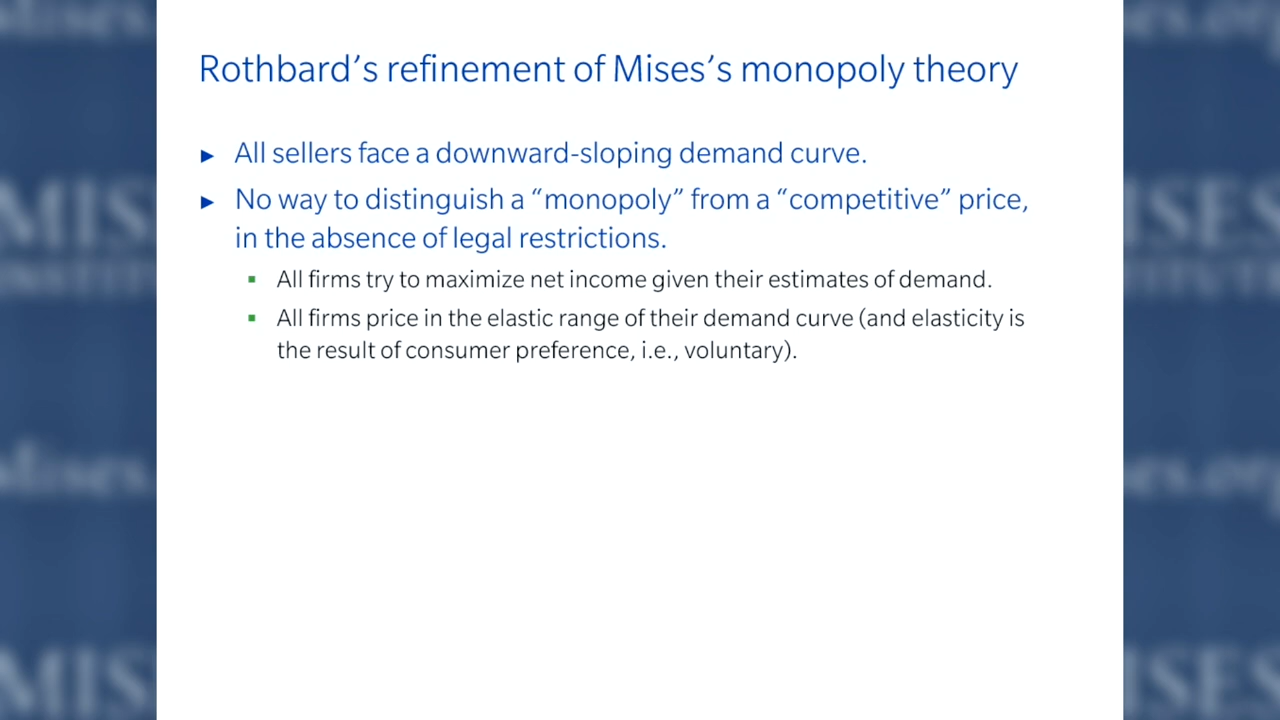 Rothbard’s refinement of Mises’s monopoly theory
► All sellers face a downward-sloping demand curve.
► No way to distinguish a “monopoly” from a “competitive” price,
in the absence of legal restrictions.
▪ All firms try to maximize net income given their estimates of demand.
▪ All firms price in the elastic range of their demand curve (and elasticity is
the result of consumer preference, i.e., voluntary).